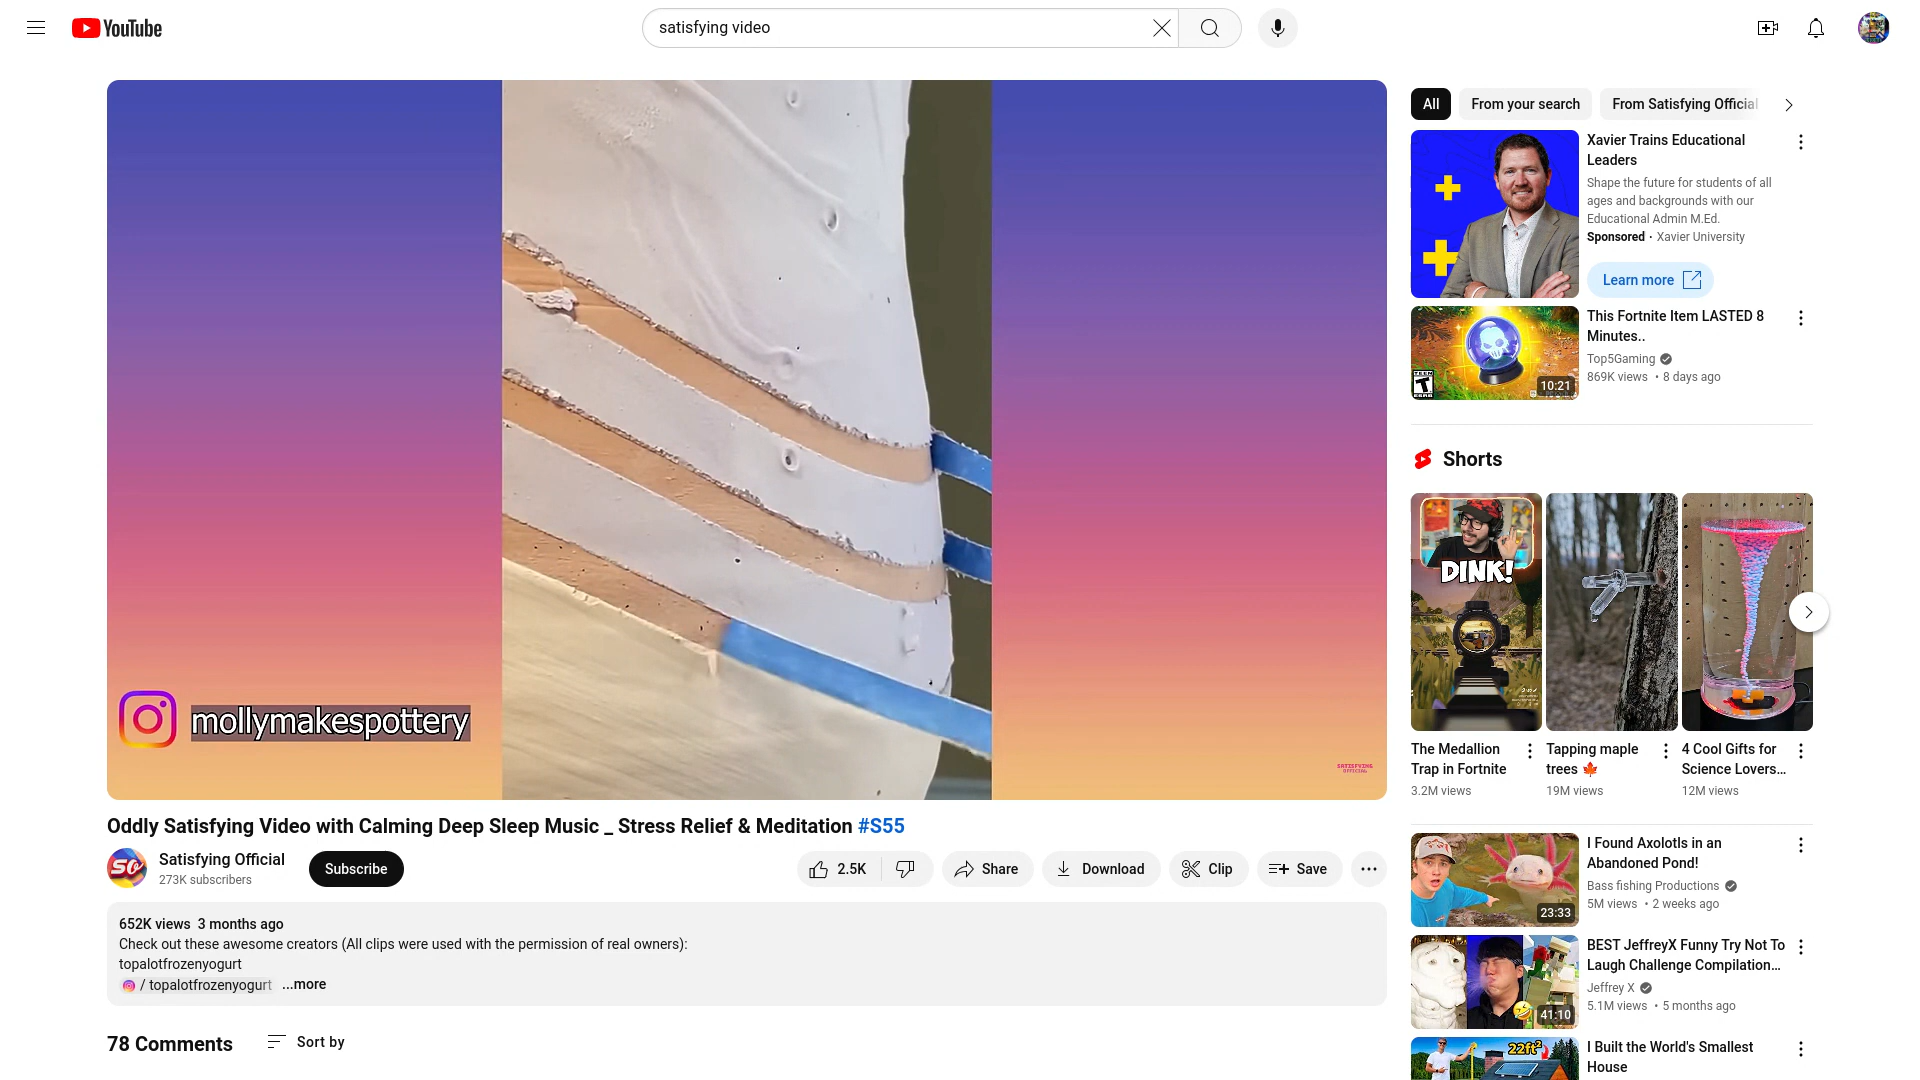 YouTube
satisfying video
All
From your search
From Satisfying Official
Xavier Trains Educational
Leaders
Shape the future for students of all
ages and backgrounds with our
Educational Admin M.Ed.
Sponsored · Xavier University
Learn more
This Fortnite Item LASTED 8
Minutes..
Top5Gaming
869K views • 8 days ago
TEEN
T
ESRB
10:21
Shorts
DINK!
The Medallion
Trap in Fortnite
3.2M views
Tapping maple
trees 🍁
19M views
4 Cool Gifts for
Science Lovers…
12M views
mollymakespottery
SATISFYING
OFFICIAL
Oddly Satisfying Video with Calming Deep Sleep Music _ Stress Relief & Meditation #S55
SO
Satisfying Official
273K subscribers
Subscribe
2.5K
Share
Download
Clip
Save
652K views 3 months ago
Check out these awesome creators (All clips were used with the permission of real owners):
topalotfrozenyogurt
/ topalotfrozenyogurt ...more
78 Comments
Sort by
I Found Axolotls in an
Abandoned Pond!
Bass fishing Productions
5M views • 2 weeks ago
23:33
BEST JeffreyX Funny Try Not To
Laugh Challenge Compilation…
Jeffrey X
5.1M views • 5 months ago
41:10
22ft²
I Built the World's Smallest
House